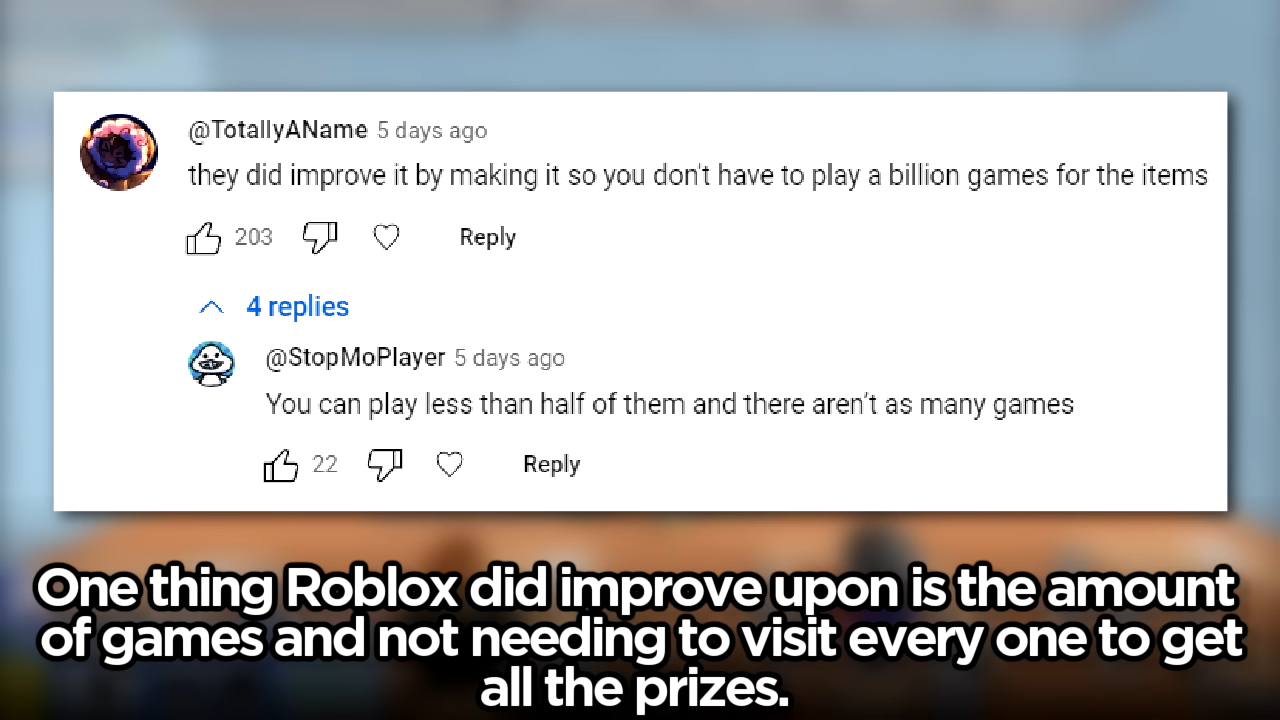 @TotallyAName 5 days ago
they did improve it by making it so you don't have to play a billion games for the items
203 Reply
4 replies
@StopMoPlayer 5 days ago
You can play less than half of them and there aren’t as many games
22 Reply
One thing Roblox did improve upon is the amount
of games and not needing to visit every one to get
all the prizes.